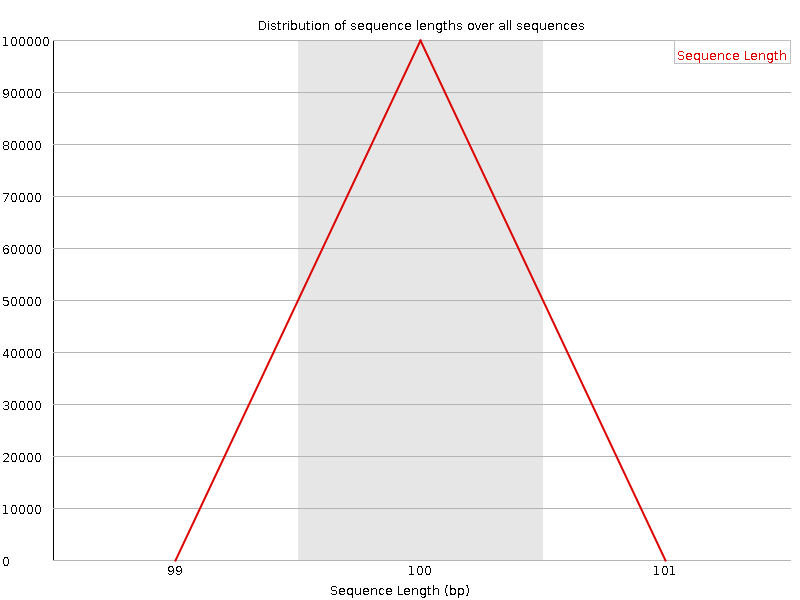 Distribution of sequence lengths over all sequences
Sequence Length
100000
90000
80000
70000
60000
50000
40000
30000
20000
10000
0
99 100 101
Sequence Length (bp)